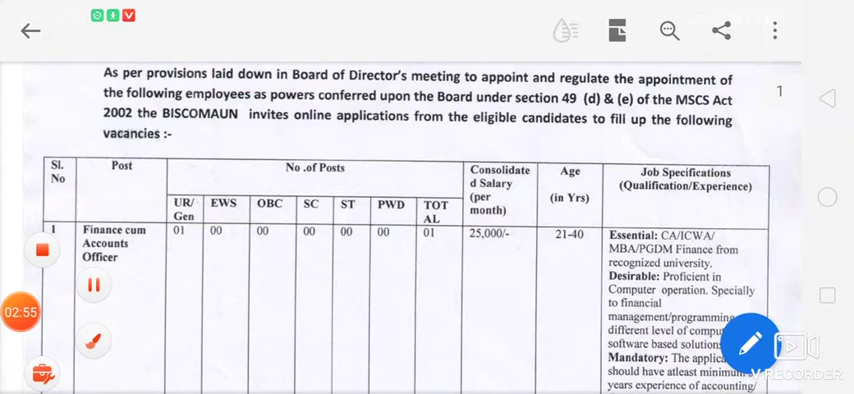 As per provisions laid down in Board of Director's meeting to appoint and regulate the appointment of
the following employees as powers conferred upon the Board under section 49 (d) & (e) of the MSCS Act
2002 the BISCOMAUN invites online applications from the eligible candidates to fill up the following
vacancies :-
1
Sl.
No
Post
No .of Posts
UR/
Gen
EWS
OBC
SC
ST
PWD
TOT
AL
Consolidate
d Salary
(per
month)
Age
(in Yrs)
Job Specifications
(Qualification/Experience)
1
Finance cum
Accounts
Officer
01
00
00
00
00
00
01
25,000/-
21-40
Essential: CA/ICWA/
MBA/PGDM Finance from
recognized university.
Desirable: Proficient in
Computer operation. Specially
to financial
management/programming
different level of
software based
Mandatory: The
should have atleast
years experience of accounting/
02:55
V RECORDER